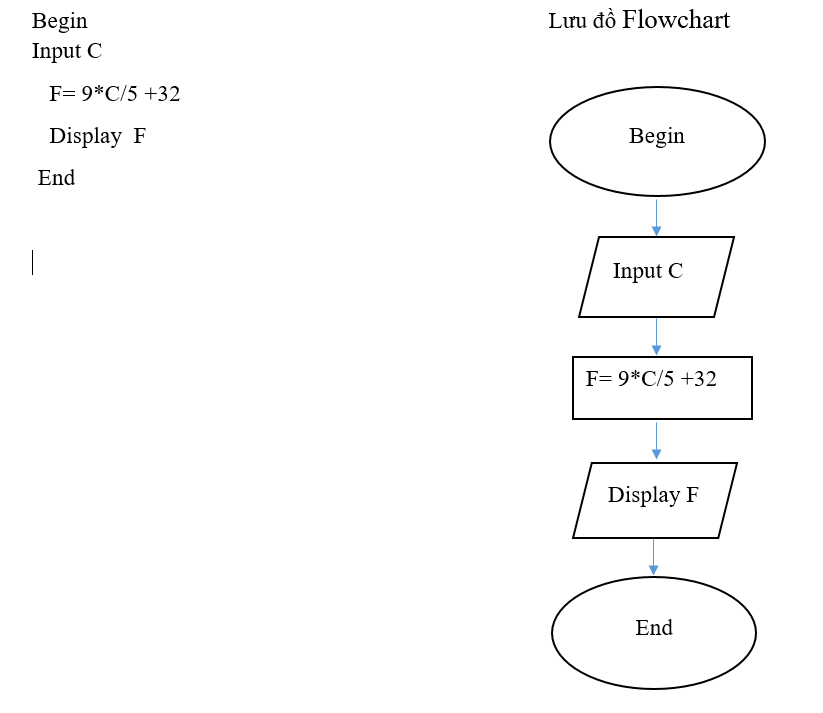 Begin
Input C
F= 9*C/5 +32
Display F
End
Lưu đồ Flowchart
Begin
Input C
F= 9*C/5 +32
Display F
End